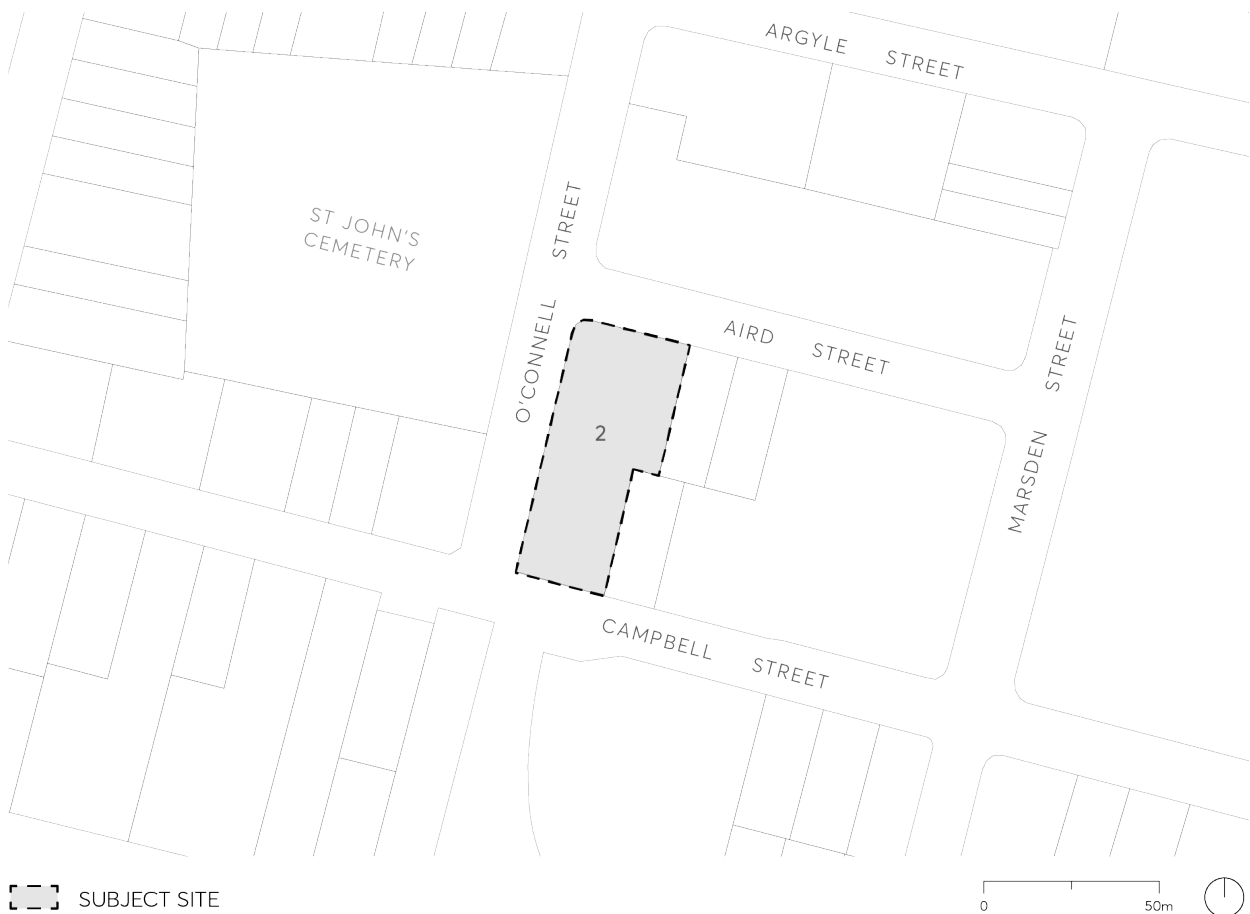 ARGYLE STREET
ST JOHN'S
CEMETERY
O'CONNELL STREET
AIRD STREET
2
MARSDEN STREET
CAMPBELL STREET
SUBJECT SITE
0 50m